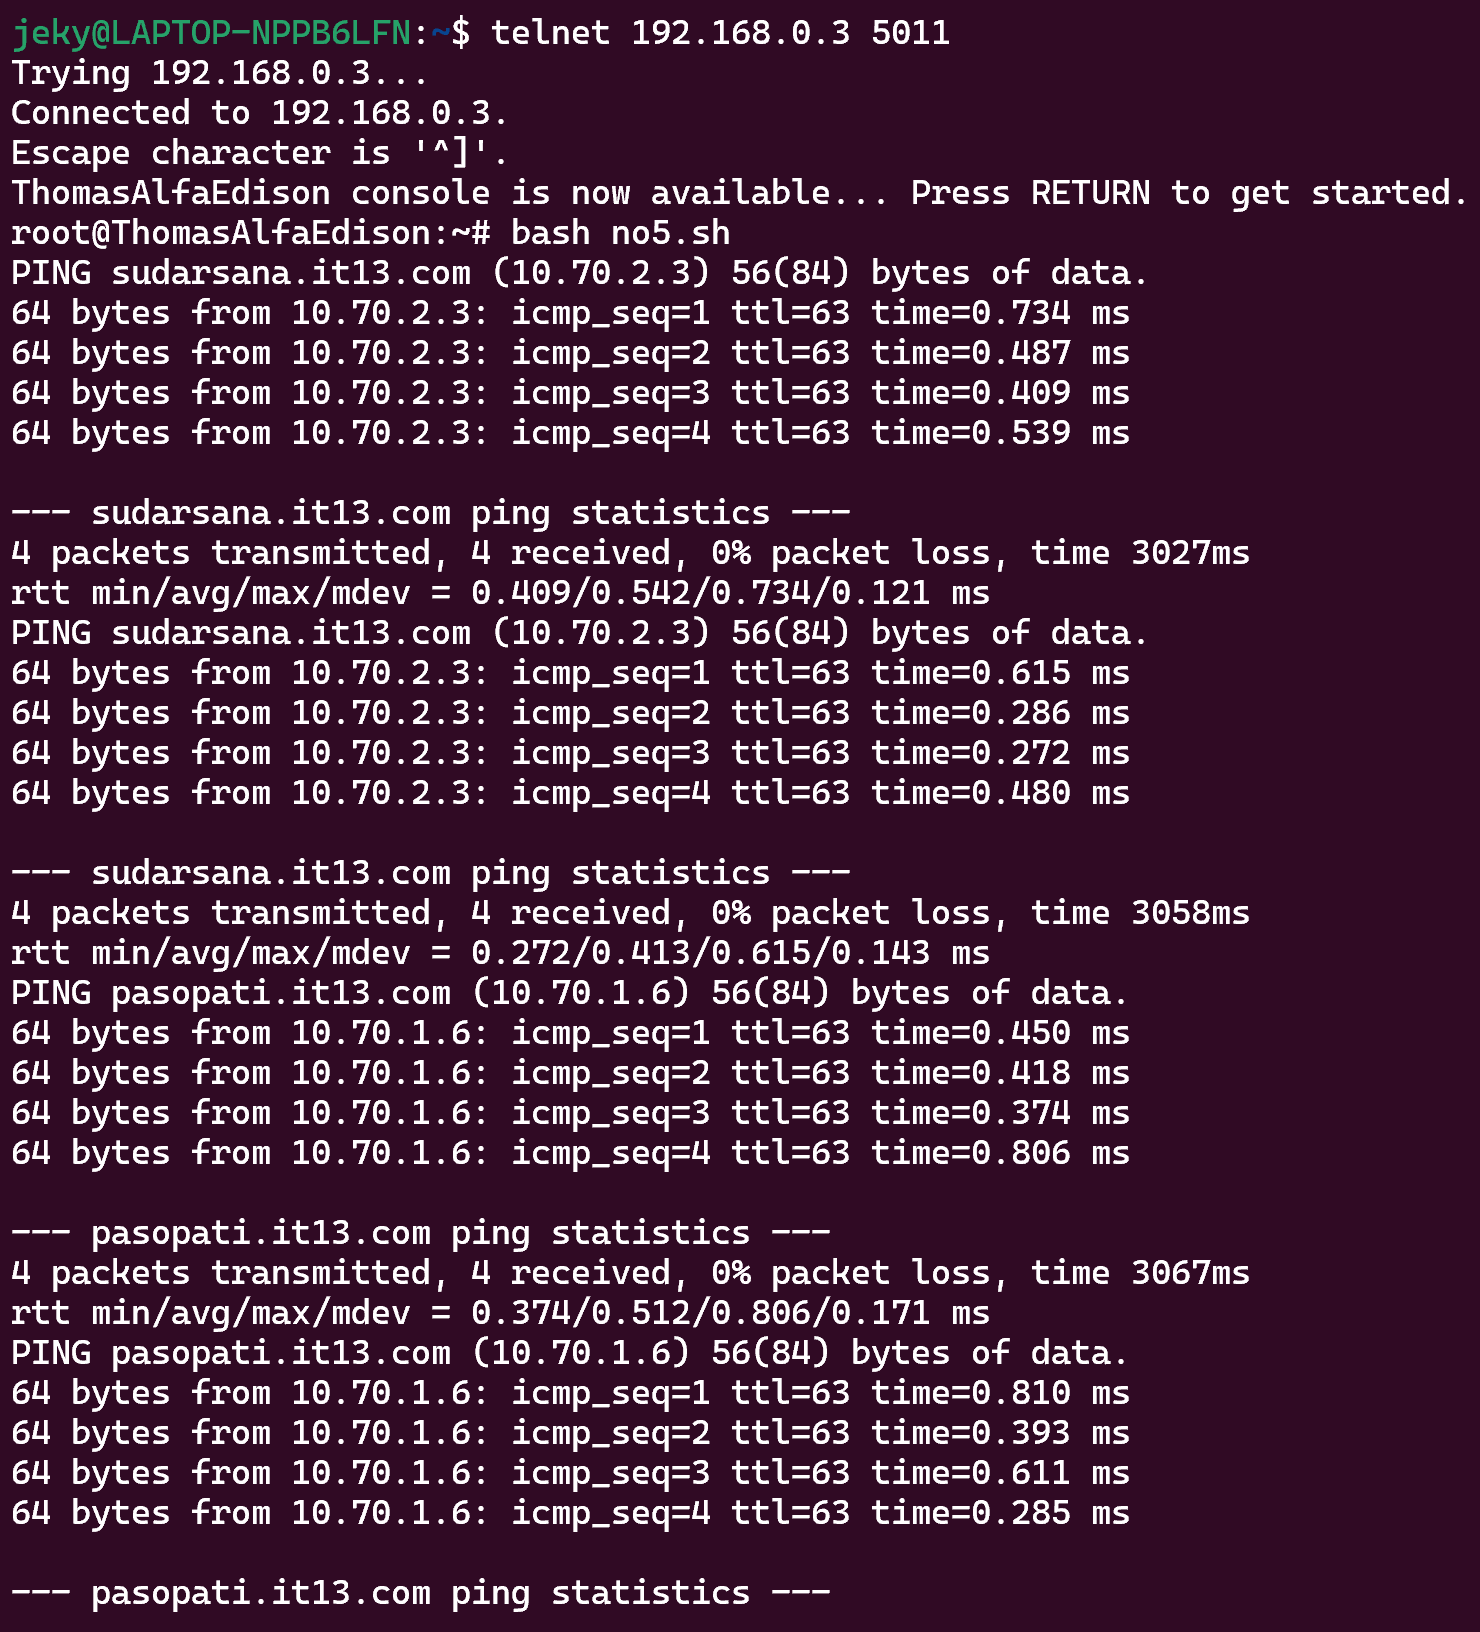 jeky@LAPTOP-NPPB6LFN:~$ telnet 192.168.0.3 5011
Trying 192.168.0.3...
Connected to 192.168.0.3.
Escape character is '^]'.
ThomasAlfaEdison console is now available... Press RETURN to get started.
root@ThomasAlfaEdison:~# bash no5.sh
PING sudarsana.it13.com (10.70.2.3) 56(84) bytes of data.
64 bytes from 10.70.2.3: icmp_seq=1 ttl=63 time=0.734 ms
64 bytes from 10.70.2.3: icmp_seq=2 ttl=63 time=0.487 ms
64 bytes from 10.70.2.3: icmp_seq=3 ttl=63 time=0.409 ms
64 bytes from 10.70.2.3: icmp_seq=4 ttl=63 time=0.539 ms

--- sudarsana.it13.com ping statistics ---
4 packets transmitted, 4 received, 0% packet loss, time 3027ms
rtt min/avg/max/mdev = 0.409/0.542/0.734/0.121 ms
PING sudarsana.it13.com (10.70.2.3) 56(84) bytes of data.
64 bytes from 10.70.2.3: icmp_seq=1 ttl=63 time=0.615 ms
64 bytes from 10.70.2.3: icmp_seq=2 ttl=63 time=0.286 ms
64 bytes from 10.70.2.3: icmp_seq=3 ttl=63 time=0.272 ms
64 bytes from 10.70.2.3: icmp_seq=4 ttl=63 time=0.480 ms

--- sudarsana.it13.com ping statistics ---
4 packets transmitted, 4 received, 0% packet loss, time 3058ms
rtt min/avg/max/mdev = 0.272/0.413/0.615/0.143 ms
PING pasopati.it13.com (10.70.1.6) 56(84) bytes of data.
64 bytes from 10.70.1.6: icmp_seq=1 ttl=63 time=0.450 ms
64 bytes from 10.70.1.6: icmp_seq=2 ttl=63 time=0.418 ms
64 bytes from 10.70.1.6: icmp_seq=3 ttl=63 time=0.374 ms
64 bytes from 10.70.1.6: icmp_seq=4 ttl=63 time=0.806 ms

--- pasopati.it13.com ping statistics ---
4 packets transmitted, 4 received, 0% packet loss, time 3067ms
rtt min/avg/max/mdev = 0.374/0.512/0.806/0.171 ms
PING pasopati.it13.com (10.70.1.6) 56(84) bytes of data.
64 bytes from 10.70.1.6: icmp_seq=1 ttl=63 time=0.810 ms
64 bytes from 10.70.1.6: icmp_seq=2 ttl=63 time=0.393 ms
64 bytes from 10.70.1.6: icmp_seq=3 ttl=63 time=0.611 ms
64 bytes from 10.70.1.6: icmp_seq=4 ttl=63 time=0.285 ms

--- pasopati.it13.com ping statistics ---